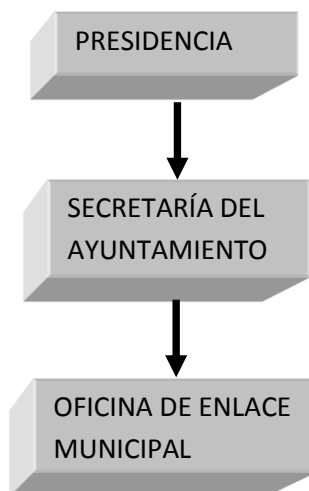 PRESIDENCIA
SECRETARÍA DEL
AYUNTAMIENTO
OFICINA DE ENLACE
MUNICIPAL